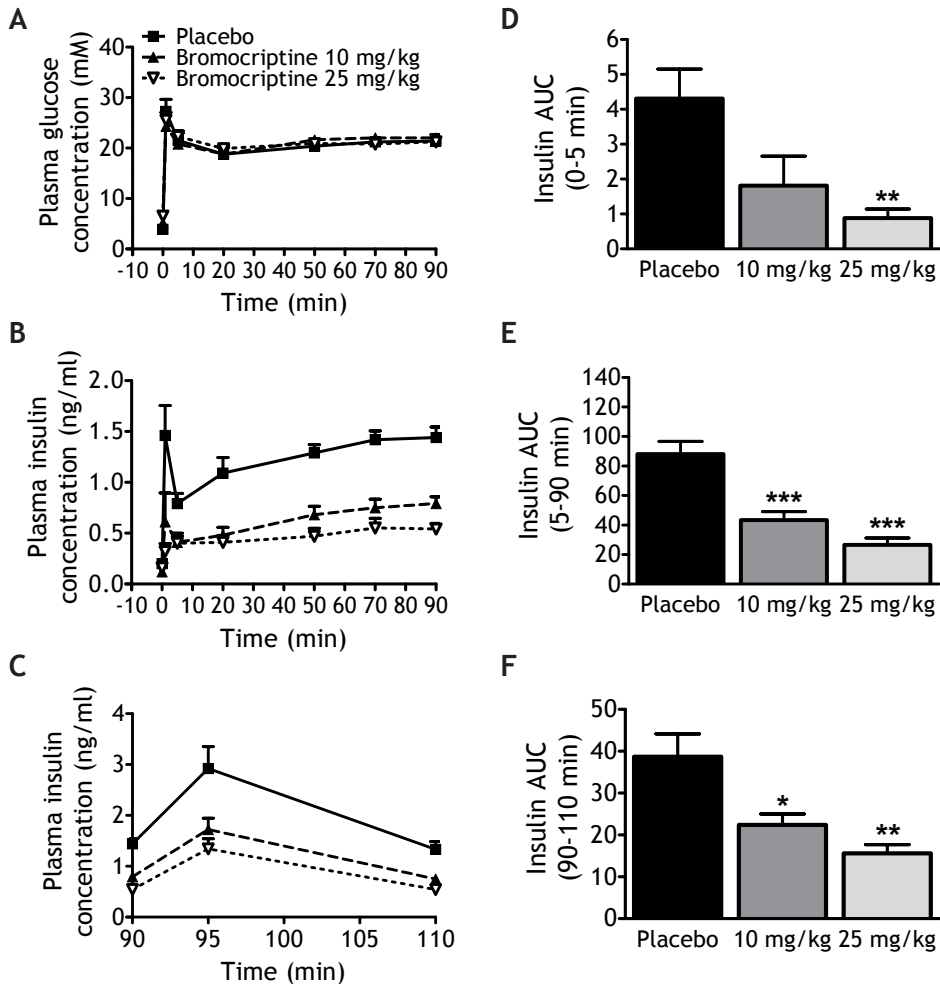 A
Placebo
Bromocriptine 10 mg/kg
Bromocriptine 25 mg/kg
Plasma glucose
concentration (mM)
40
30
20
10
0
-10 0 10 20 30 40 50 60 70 80 90
Time (min)
B
Plasma insulin
concentration (ng/ml)
2.0
1.5
1.0
0.5
0.0
-10 0 10 20 30 40 50 60 70 80 90
Time (min)
C
Plasma insulin
concentration (ng/ml)
4
3
2
1
0
90 95 100 105 110
Time (min)
D
Insulin AUC
(0-5 min)
6
5
4
3
2
1
0
**
Placebo 10 mg/kg 25 mg/kg
E
Insulin AUC
(5-90 min)
140
120
100
80
60
40
20
0
*** ***
Placebo 10 mg/kg 25 mg/kg
F
Insulin AUC
(90-110 min)
50
40
30
20
10
0
* **
Placebo 10 mg/kg 25 mg/kg